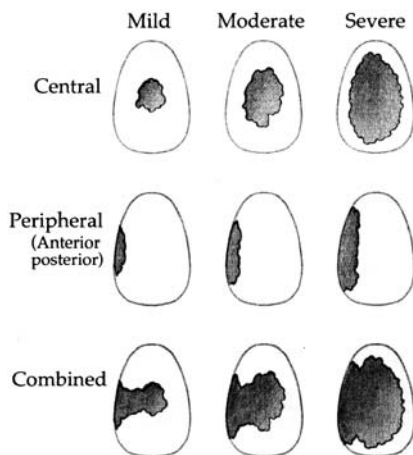 Mild Moderate Severe
Central
Peripheral
(Anterior
posterior)
Combined